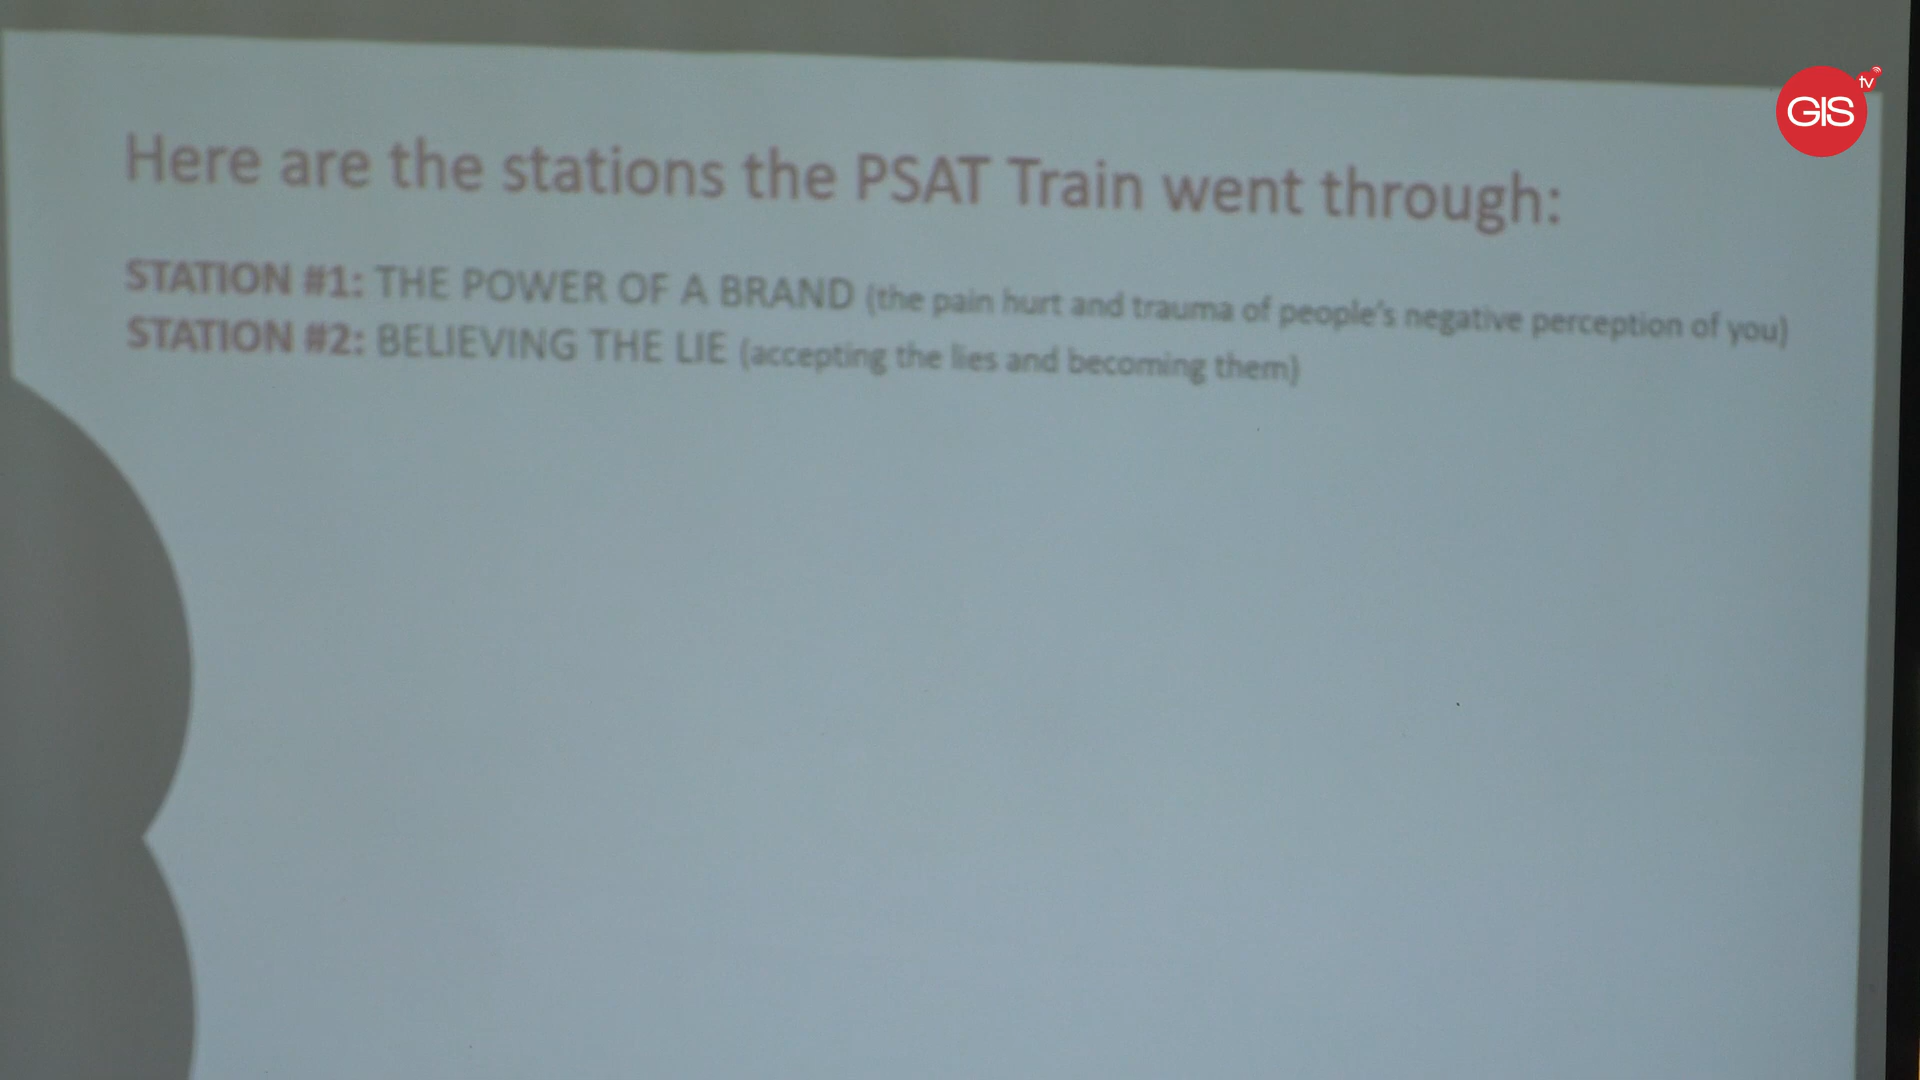 GIS tv
Here are the stations the PSAT Train went through:
STATION #1: THE POWER OF A BRAND (the pain hurt and trauma of people's negative perception of you)
STATION #2: BELIEVING THE LIE (accepting the lies and becoming them)